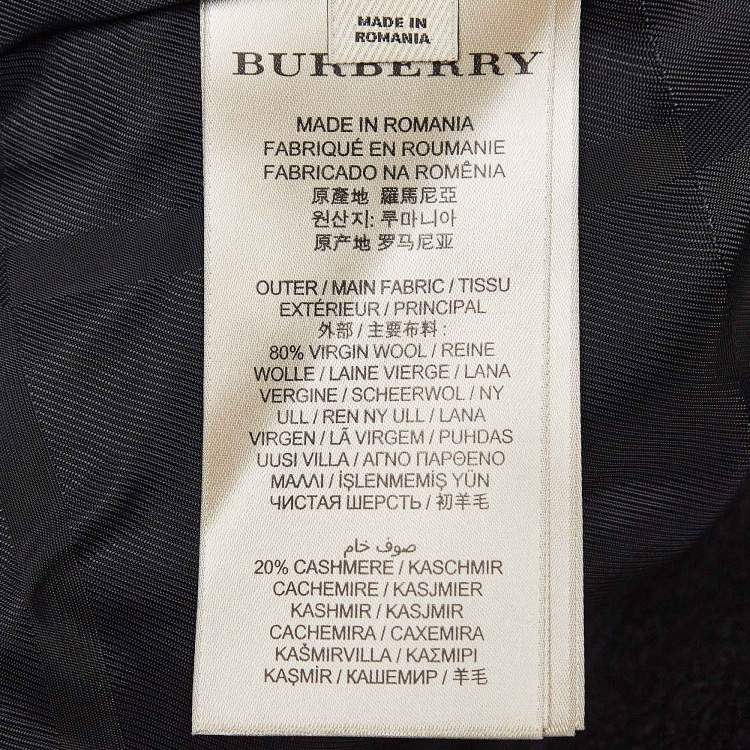 MADE IN
ROMANIA
BURBERRY
MADE IN ROMANIA
FABRIQUÉ EN ROUMANIE
FABRICADO NA ROMÊNIA
原產地 羅馬尼亞
원산지: 루마니아
原产地 罗马尼亚
OUTER / MAIN FABRIC / TISSU
EXTÉRIEUR / PRINCIPAL
外部 / 主要布料 :
80% VIRGIN WOOL / REINE
WOLLE / LAINE VIERGE / LANA
VERGINE / SCHEERWOL / NY
ULL / REN NY ULL / LANA
VIRGEN / LÃ VIRGEM / PUHDAS
UUSI VILLA / ΑΓΝΟ ΠΑΡΘΕΝΟ
ΜΑΛΛΙ / İŞLENMEMİŞ YÜN /
ЧИСТАЯ ШЕРСТЬ / 初羊毛
صوف خام
20% CASHMERE / KASCHMIR
CACHEMIRE / KASJMIER
KASHMIR / KASJMIR
CACHEMIRA / CAXEMIRA
KAŠMIRVILLA / ΚΑΣΜΙΡΙ
KAŞMİR / КАШЕМИР / 羊毛